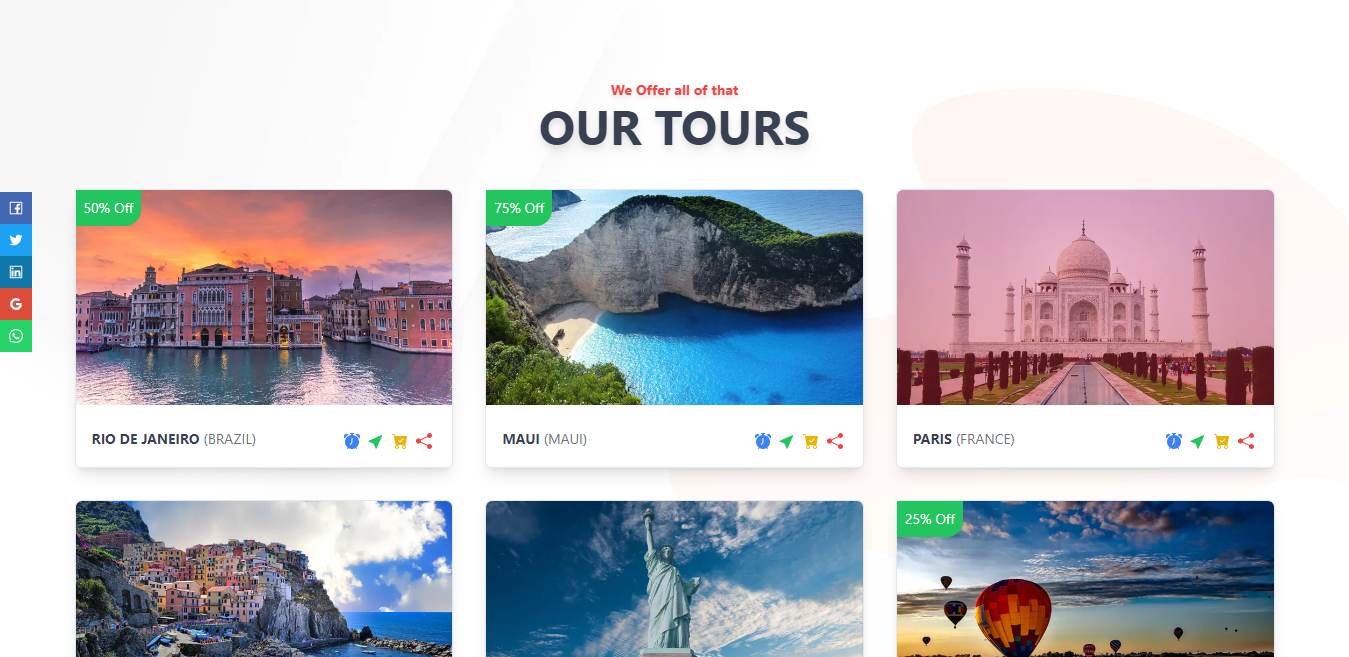 We Offer all of that
OUR TOURS
50% Off
75% Off
RIO DE JANEIRO (BRAZIL)
MAUI (MAUI)
PARIS (FRANCE)
25% Off